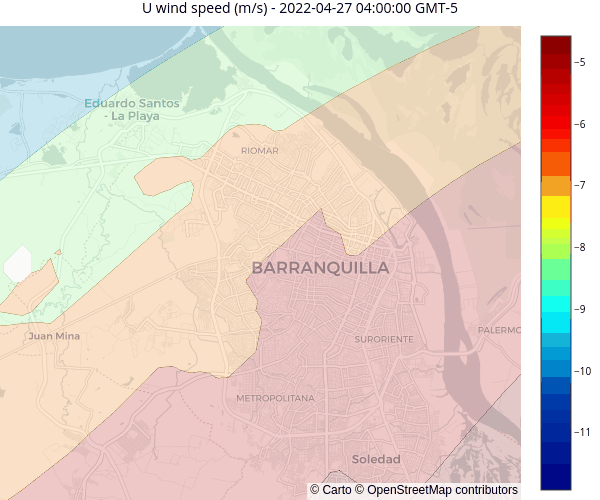 U wind speed (m/s) - 2022-04-27 04:00:00 GMT-5
−5
Eduardo Santos
- La Playa
−6
RIOMAR
−7
−8
BARRANQUILLA
−9
Juan Mina
PALERMO
SURORIENTE
−10
METROPOLITANA
−11
Soledad
© Carto © OpenStreetMap contributors